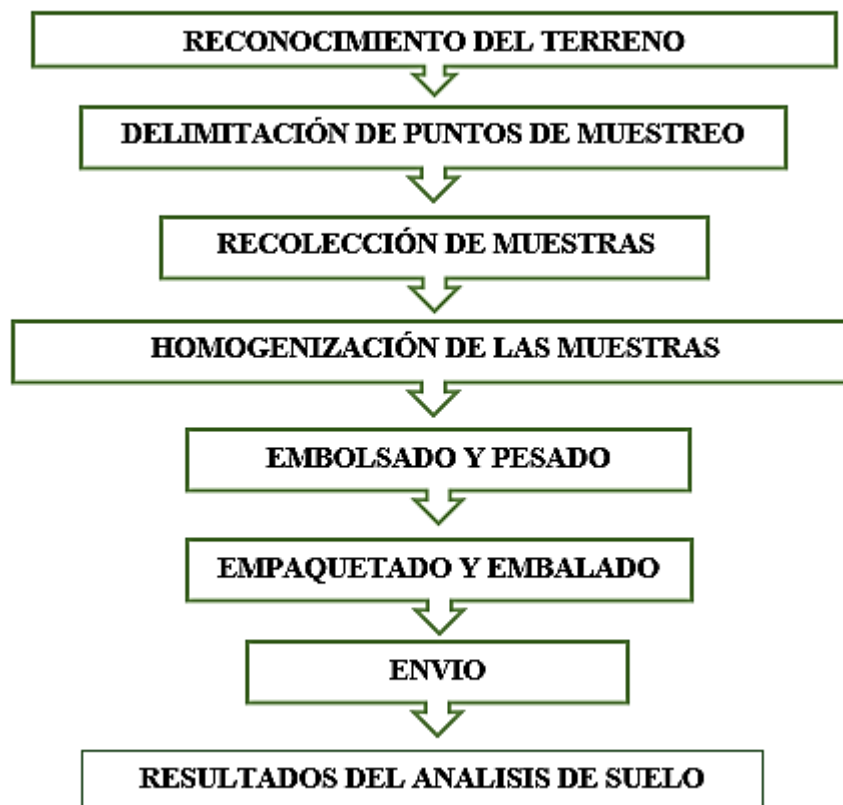 RECONOCIMIENTO DEL TERRENO
DELIMITACIÓN DE PUNTOS DE MUESTREO
RECOLECCIÓN DE MUESTRAS
HOMOGENIZACIÓN DE LAS MUESTRAS
EMBOLSADO Y PESADO
EMPAQUETADO Y EMBALADO
ENVIO
RESULTADOS DEL ANALISIS DE SUELO